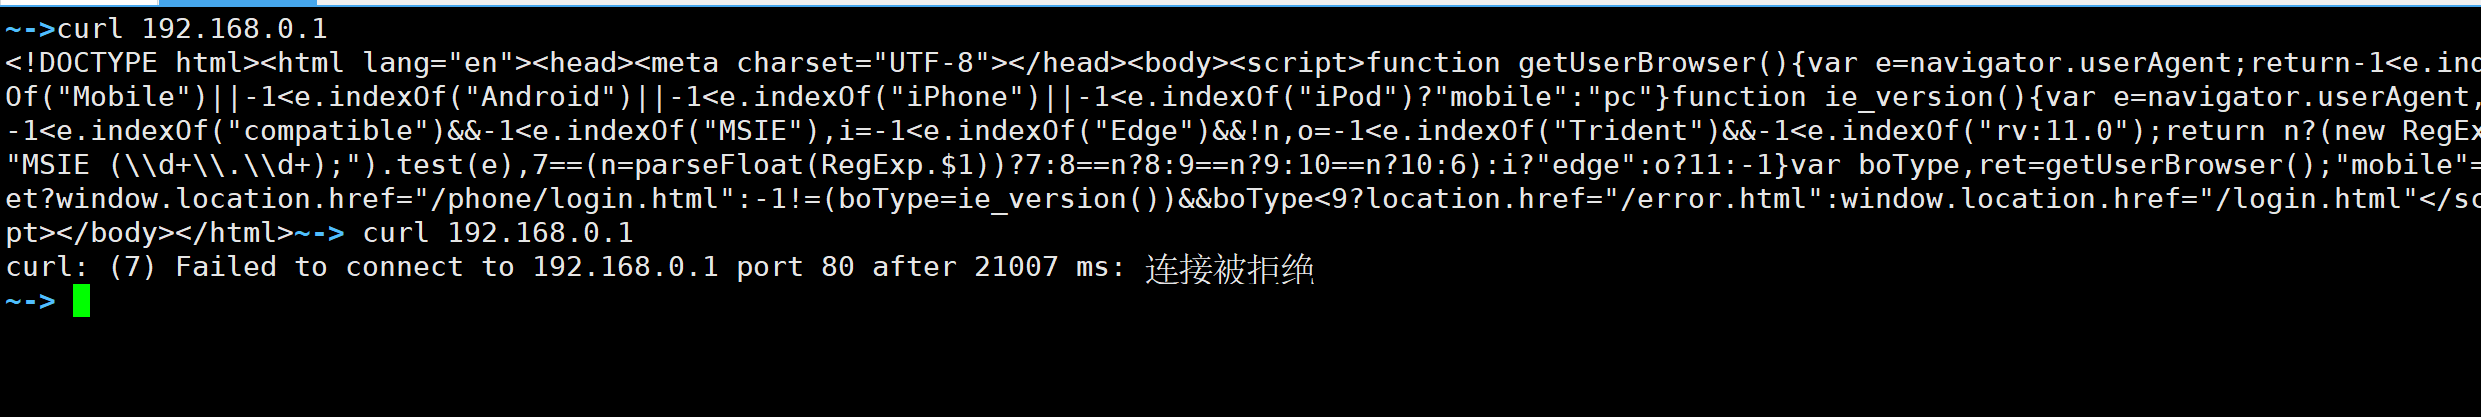 ~->curl 192.168.0.1
<!DOCTYPE html><html lang="en"><head><meta charset="UTF-8"></head><body><script>function getUserBrowser(){var e=navigator.userAgent;return-1<e.ind
Of("Mobile")||-1<e.indexOf("Android")||-1<e.indexOf("iPhone")||-1<e.indexOf("iPod")?"mobile":"pc"}function ie_version(){var e=navigator.userAgent,
-1<e.indexOf("compatible")&&-1<e.indexOf("MSIE"),i=-1<e.indexOf("Edge")&&!n,o=-1<e.indexOf("Trident")&&-1<e.indexOf("rv:11.0");return n?(new RegEx
"MSIE (\\d+\\.\\d+);").test(e),7==(n=parseFloat(RegExp.$1))?7:8==n?8:9==n?9:10==n?10:6):i?"edge":o?11:-1}var boType,ret=getUserBrowser();"mobile"=
et?window.location.href="/phone/login.html":-1!=(boType=ie_version())&&boType<9?location.href="/error.html":window.location.href="/login.html"</sc
pt></body></html>~-> curl 192.168.0.1
curl: (7) Failed to connect to 192.168.0.1 port 80 after 21007 ms: 连接被拒绝
~->